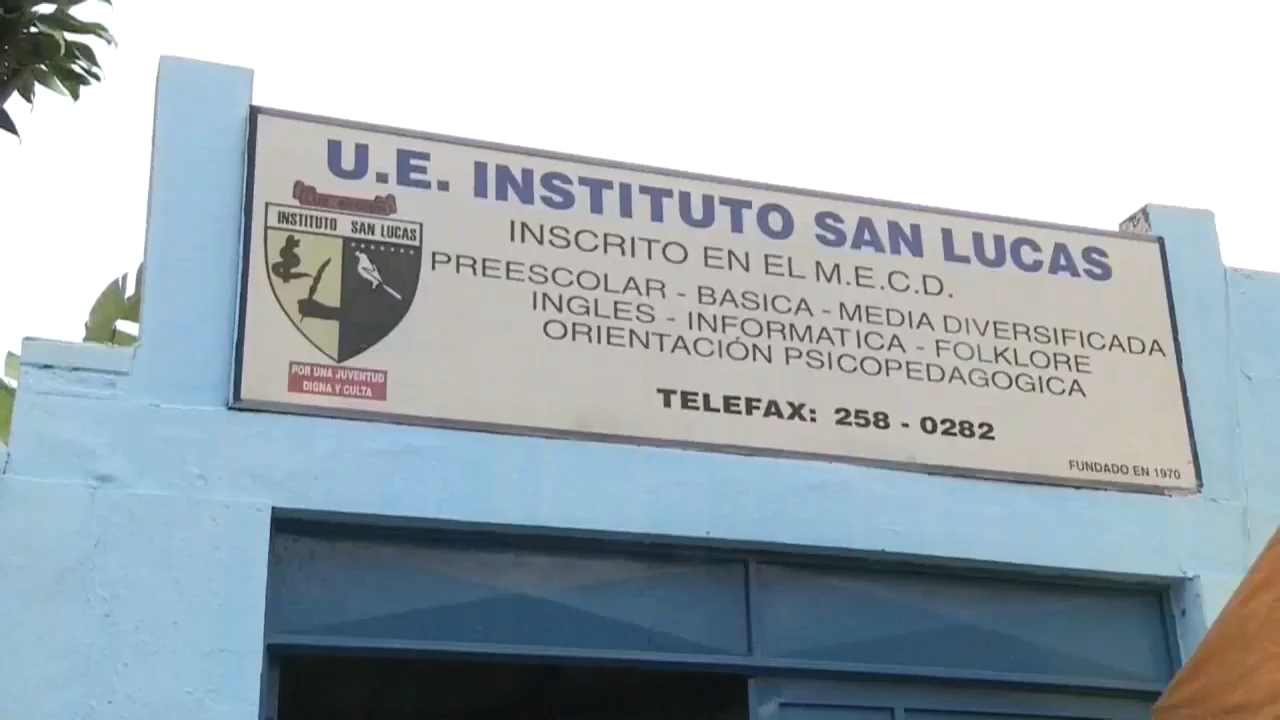 U.E. INSTITUTO SAN LUCAS
INSCRITO EN EL M.E.C.D.
PREESCOLAR - BASICA - MEDIA DIVERSIFICADA
INGLES - INFORMATICA - FOLKLORE
ORIENTACIÓN PSICOPEDAGOGICA
TELEFAX: 258 - 0282
FUNDADO EN 1970
INSTITUTO SAN LUCAS
POR UNA JUVENTUD
DIGNA Y CULTA